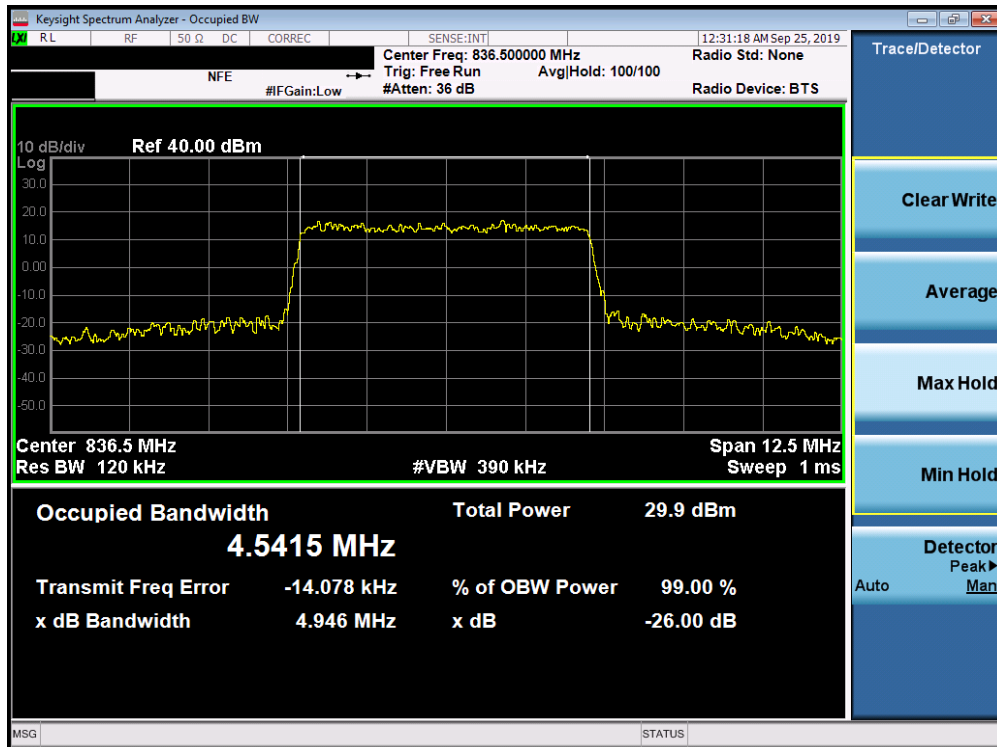 Keysight Spectrum Analyzer - Occupied BW
LXI RL RF 50 Ω DC CORREC SENSE:INT 12:31:18 AM Sep 25, 2019
Center Freq: 836.500000 MHz Radio Std: None
NFE Trig: Free Run Avg|Hold: 100/100
#IFGain:Low #Atten: 36 dB Radio Device: BTS
Trace/Detector
10 dB/div Ref 40.00 dBm
Log
30.0
20.0
10.0
0.00
-10.0
-20.0
-30.0
-40.0
-50.0
Center 836.5 MHz Span 12.5 MHz
Res BW 120 kHz #VBW 390 kHz Sweep 1 ms
Occupied Bandwidth Total Power 29.9 dBm
4.5415 MHz
Transmit Freq Error -14.078 kHz % of OBW Power 99.00 %
x dB Bandwidth 4.946 MHz x dB -26.00 dB
Clear Write
Average
Max Hold
Min Hold
Detector
Peak▶
Auto Man
MSG STATUS